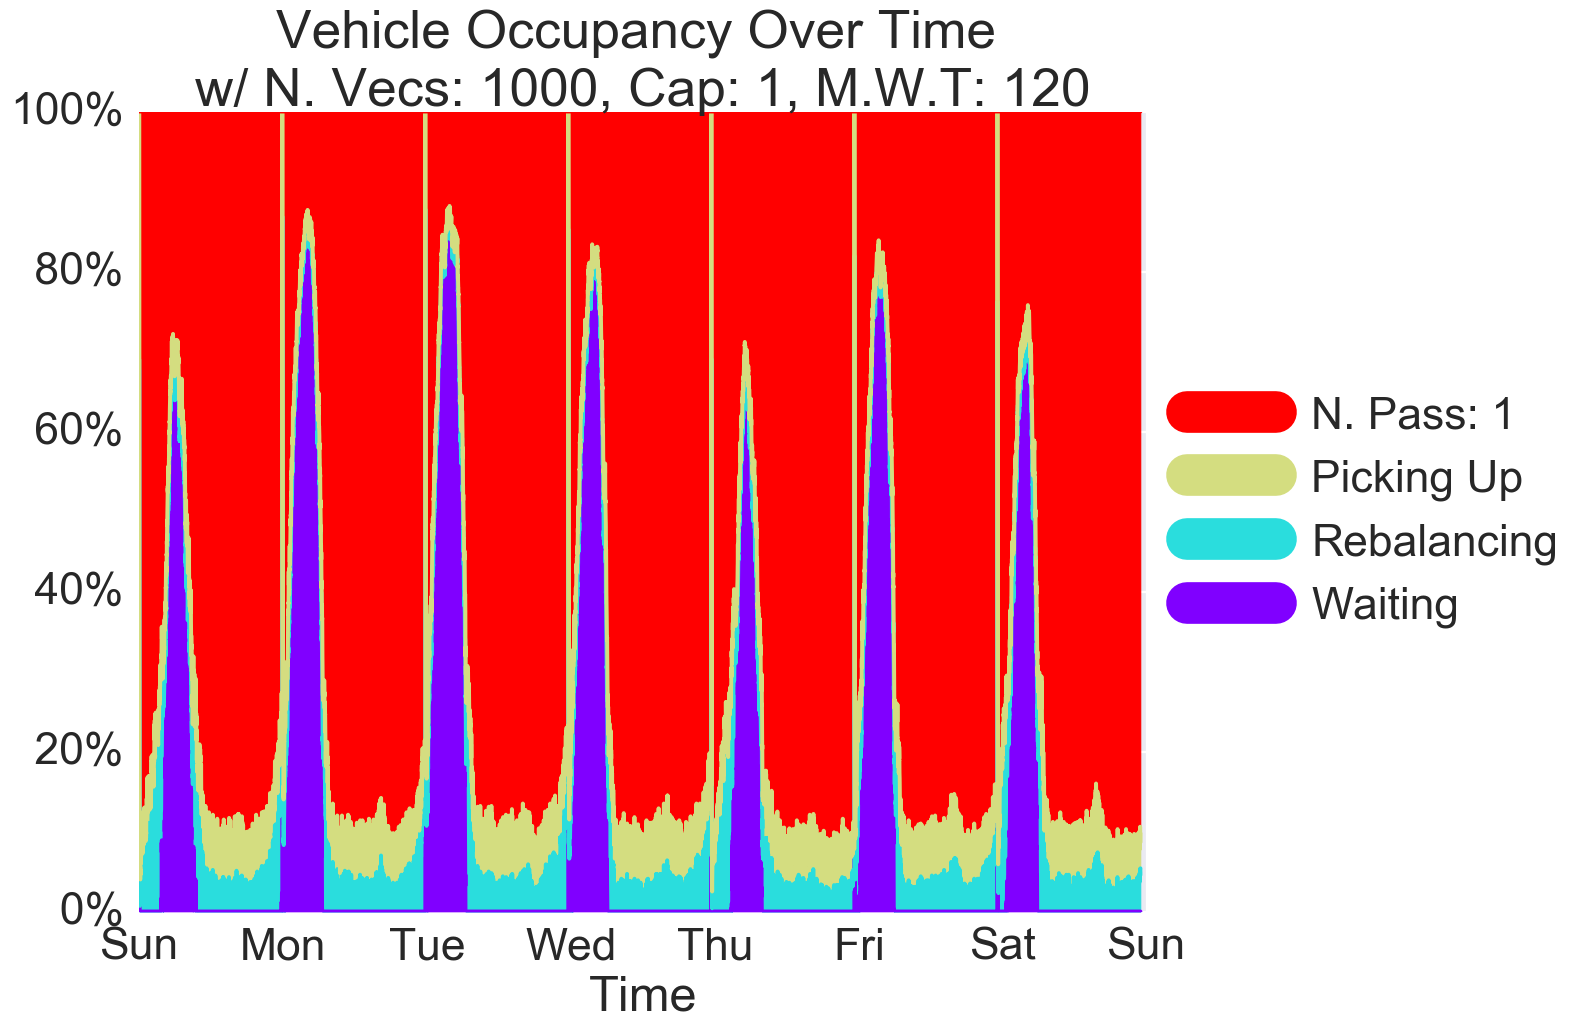 Vehicle Occupancy Over Time
w/ N. Vecs: 1000, Cap: 1, M.W.T: 120
100%
80%
60%
40%
20%
0%
Sun Mon Tue Wed Thu Fri Sat Sun
Time
N. Pass: 1
Picking Up
Rebalancing
Waiting